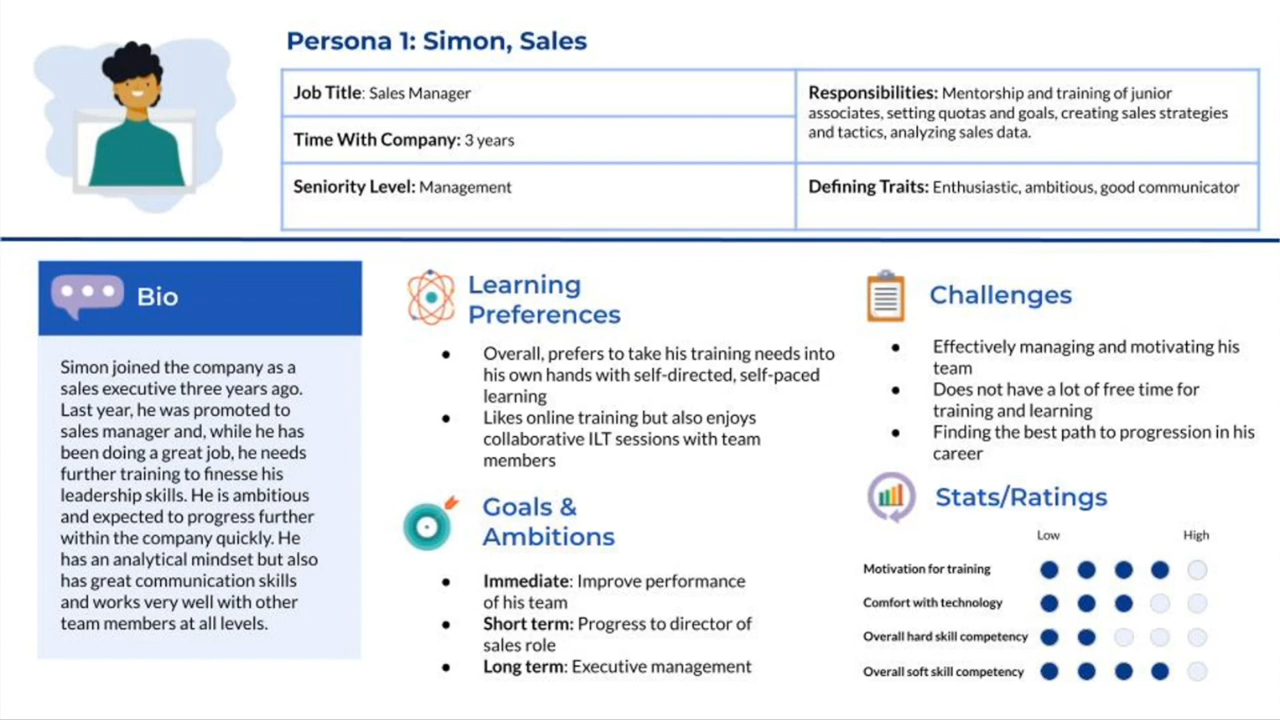 Persona 1: Simon, Sales
Job Title: Sales Manager
Time With Company: 3 years
Seniority Level: Management
Responsibilities: Mentorship and training of junior
associates, setting quotas and goals, creating sales strategies
and tactics, analyzing sales data.
Defining Traits: Enthusiastic, ambitious, good communicator
Bio
Simon joined the company as a
sales executive three years ago.
Last year, he was promoted to
sales manager and, while he has
been doing a great job, he needs
further training to finesse his
leadership skills. He is ambitious
and expected to progress further
within the company quickly. He
has an analytical mindset but also
has great communication skills
and works very well with other
team members at all levels.
Learning
Preferences
● Overall, prefers to take his training needs into
his own hands with self-directed, self-paced
learning
● Likes online training but also enjoys
collaborative ILT sessions with team
members
Goals &
Ambitions
● Immediate: Improve performance
of his team
● Short term: Progress to director of
sales role
● Long term: Executive management
Challenges
● Effectively managing and motivating his
team
● Does not have a lot of free time for
training and learning
● Finding the best path to progression in his
career
Stats/Ratings
Low High
Motivation for training
Comfort with technology
Overall hard skill competency
Overall soft skill competency